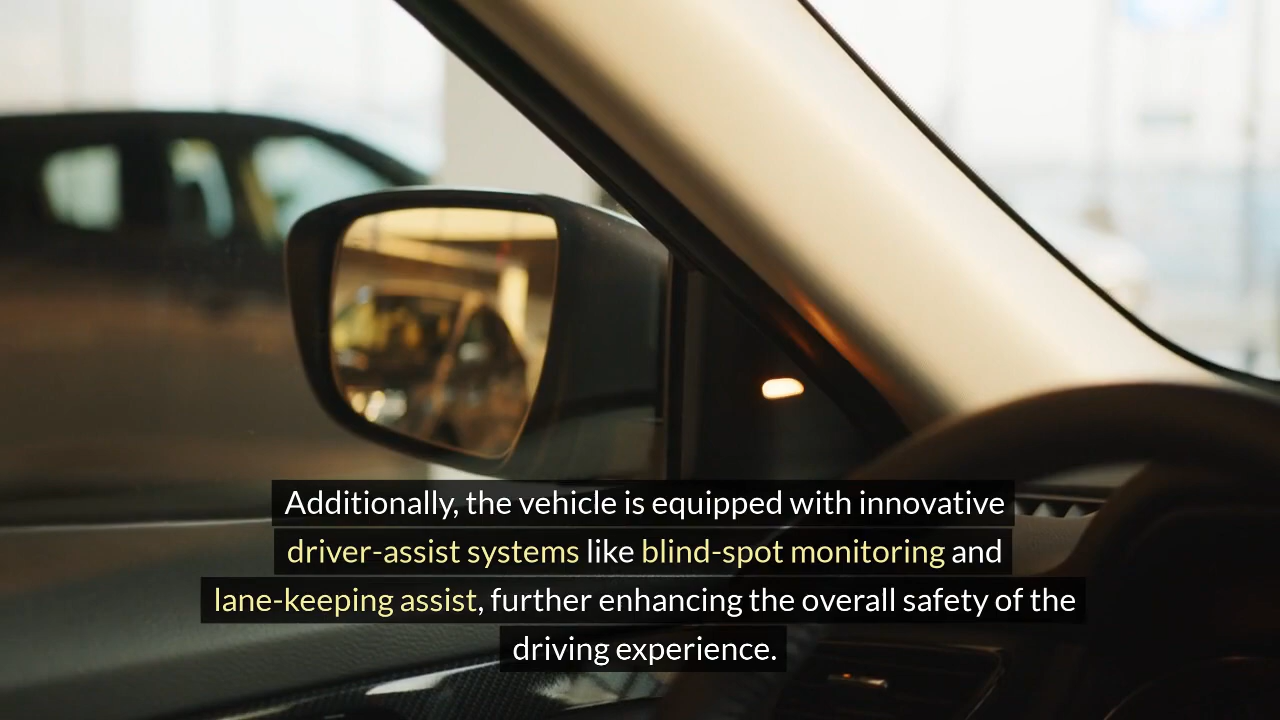 Additionally, the vehicle is equipped with innovative
driver-assist systems like blind-spot monitoring and
lane-keeping assist, further enhancing the overall safety of the
driving experience.